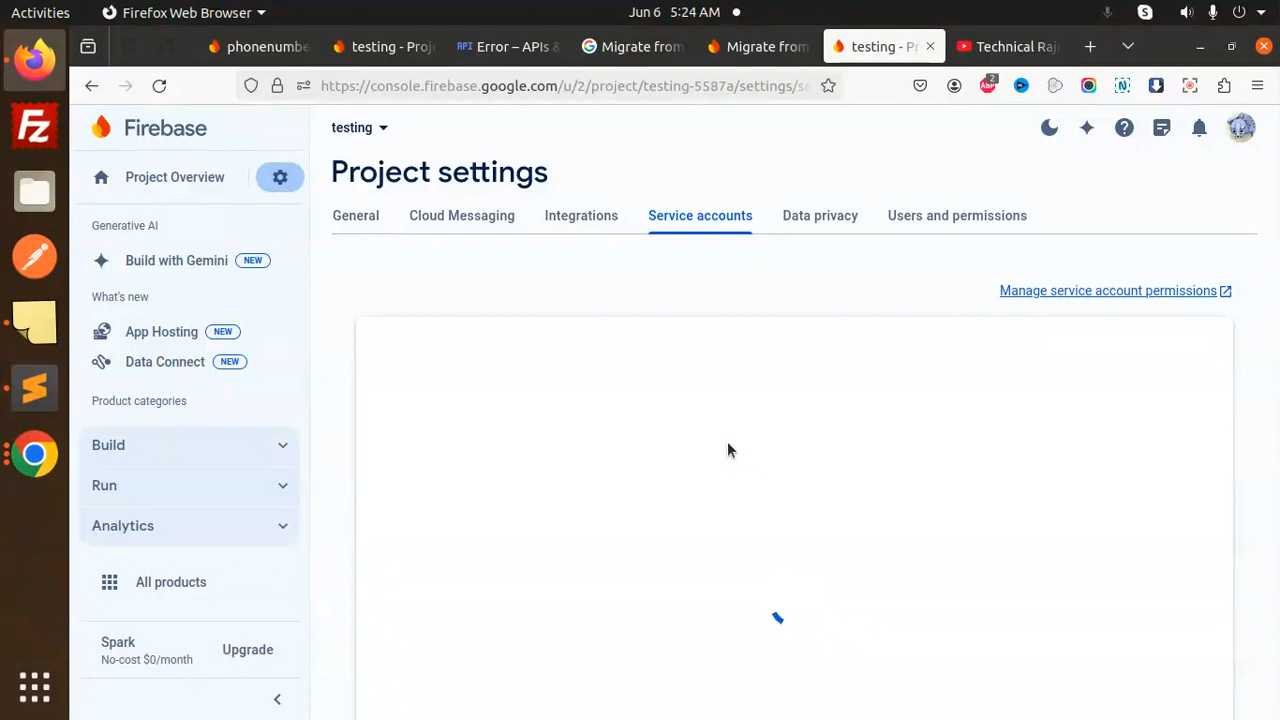 Activities
Firefox Web Browser
Jun 6 5:24 AM
phonenumbe
testing - Proj
API Error – APIs &
Migrate from
Migrate from
testing - Pr
Technical Raj
https://console.firebase.google.com/u/2/project/testing-5587a/settings/se
2
ABP
Firebase
testing
Project Overview
Project settings
General
Cloud Messaging
Integrations
Service accounts
Data privacy
Users and permissions
Generative AI
Build with Gemini NEW
Manage service account permissions
What's new
App Hosting NEW
Data Connect NEW
Product categories
Build
Run
Analytics
All products
Spark
No-cost $0/month
Upgrade